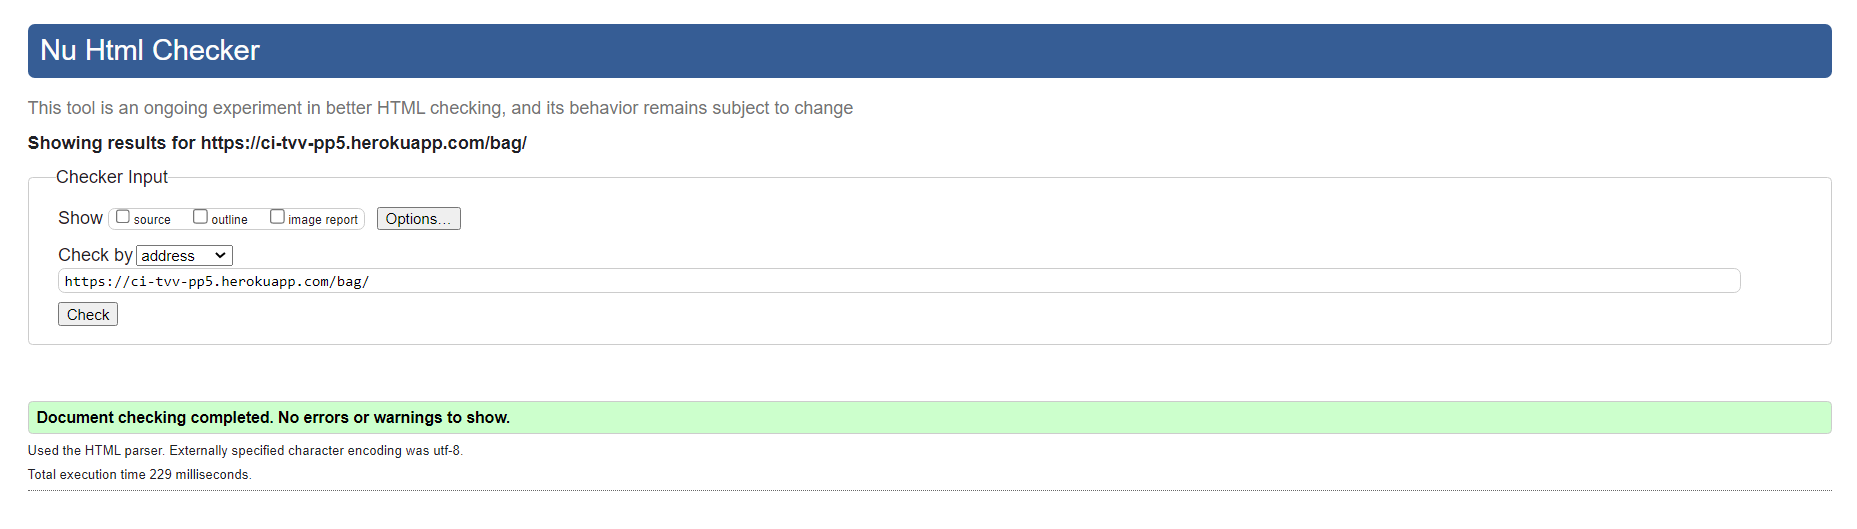 Nu Html Checker
This tool is an ongoing experiment in better HTML checking, and its behavior remains subject to change
Showing results for https://ci-tvv-pp5.herokuapp.com/bag/
Checker Input
Show source outline image report Options...
Check by address
https://ci-tvv-pp5.herokuapp.com/bag/
Check
Document checking completed. No errors or warnings to show.
Used the HTML parser. Externally specified character encoding was utf-8.
Total execution time 229 milliseconds.